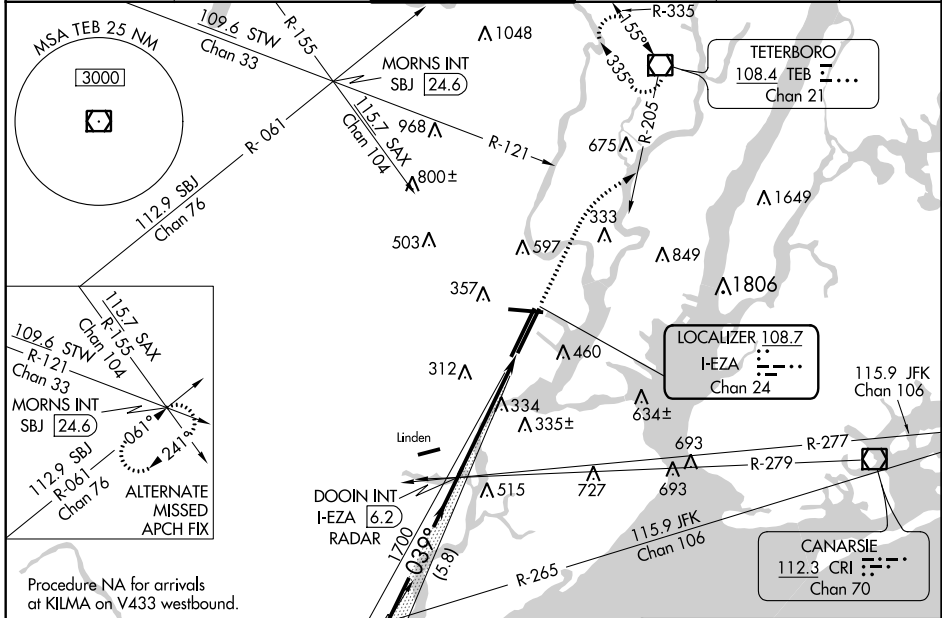 MSA TEB 25 NM
3000
109.6 STW
Chan 33
R-155
1048
MORNS INT
SBJ 24.6
R-061
115.7 SAX
Chan 104
968
R-121
800±
112.9 SBJ
Chan 76
R-335
155°
335°
TETERBORO
108.4 TEB
Chan 21
R-205
675
1649
333
503
597
849
357
1806
LOCALIZER 108.7
I-EZA
Chan 24
460
312
334
335±
634±
115.9 JFK
Chan 106
Linden
693
R-277
R-279
DOOIN INT
I-EZA 6.2
RADAR
515
727
693
1700
039°
(5.8)
115.9 JFK
Chan 106
R-265
CANARSIE
112.3 CRI
Chan 70
115.7 SAX
R-155
Chan 104
109.6 STW
R-121
Chan 33
MORNS INT
SBJ 24.6
061°
241°
112.9 SBJ
R-061
Chan 76
ALTERNATE
MISSED
APCH FIX
Procedure NA for arrivals
at KILMA on V433 westbound.